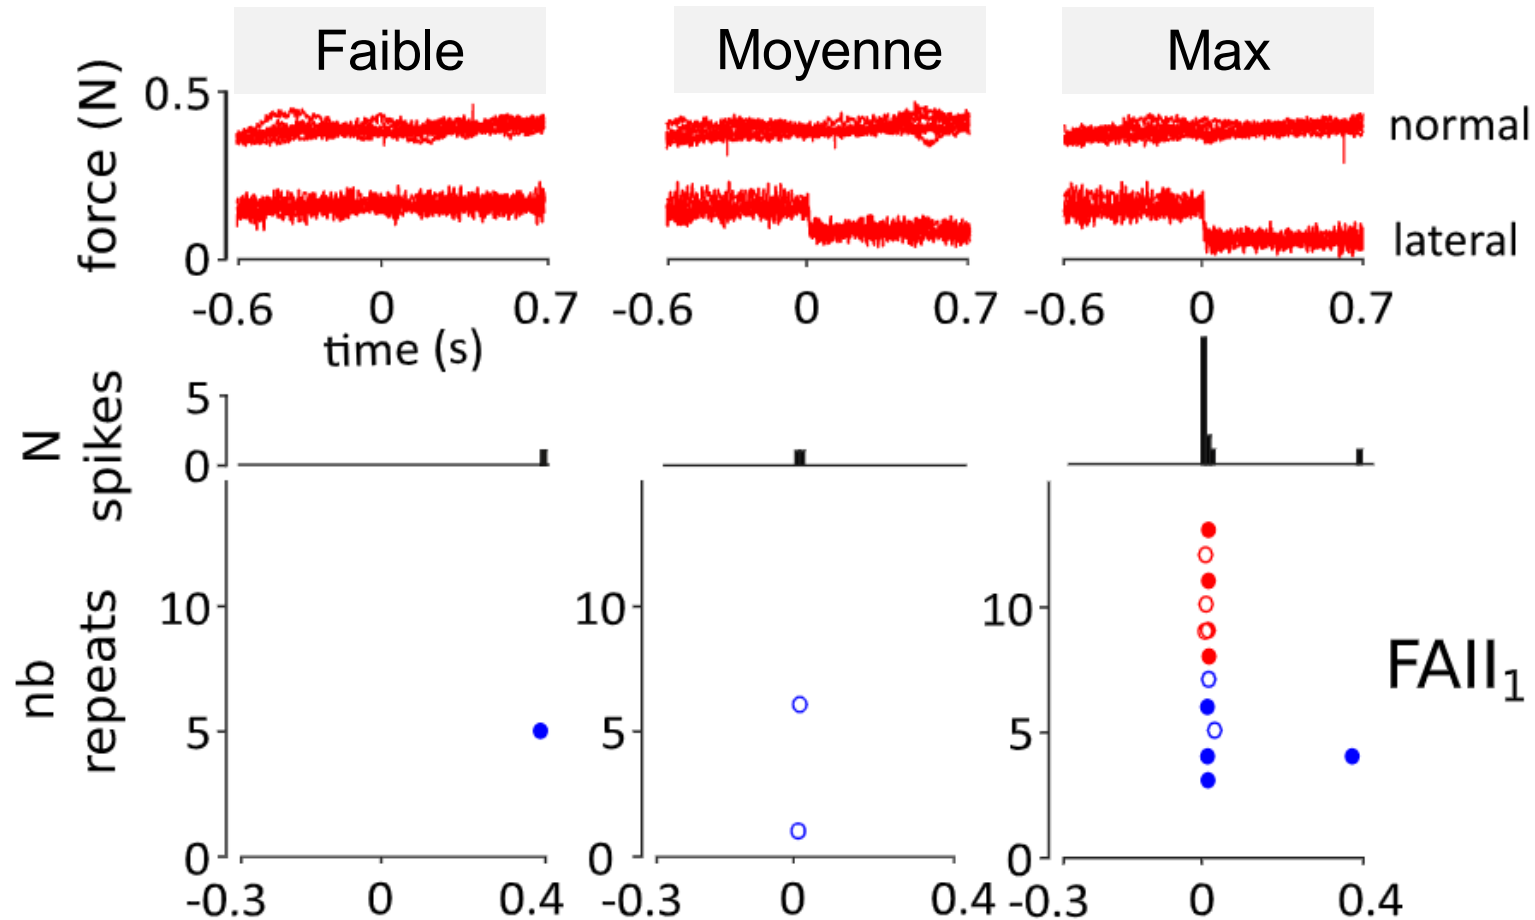 Faible Moyenne Max
force (N)
0.5
0
normal
lateral
-0.6 0 0.7 -0.6 0 0.7 -0.6 0 0.7
time (s)
N
spikes
5
0
nb
repeats
10 10 10
5 5 5
0 0 0
FAII₁
-0.3 0 0.4 -0.3 0 0.4 -0.3 0 0.4